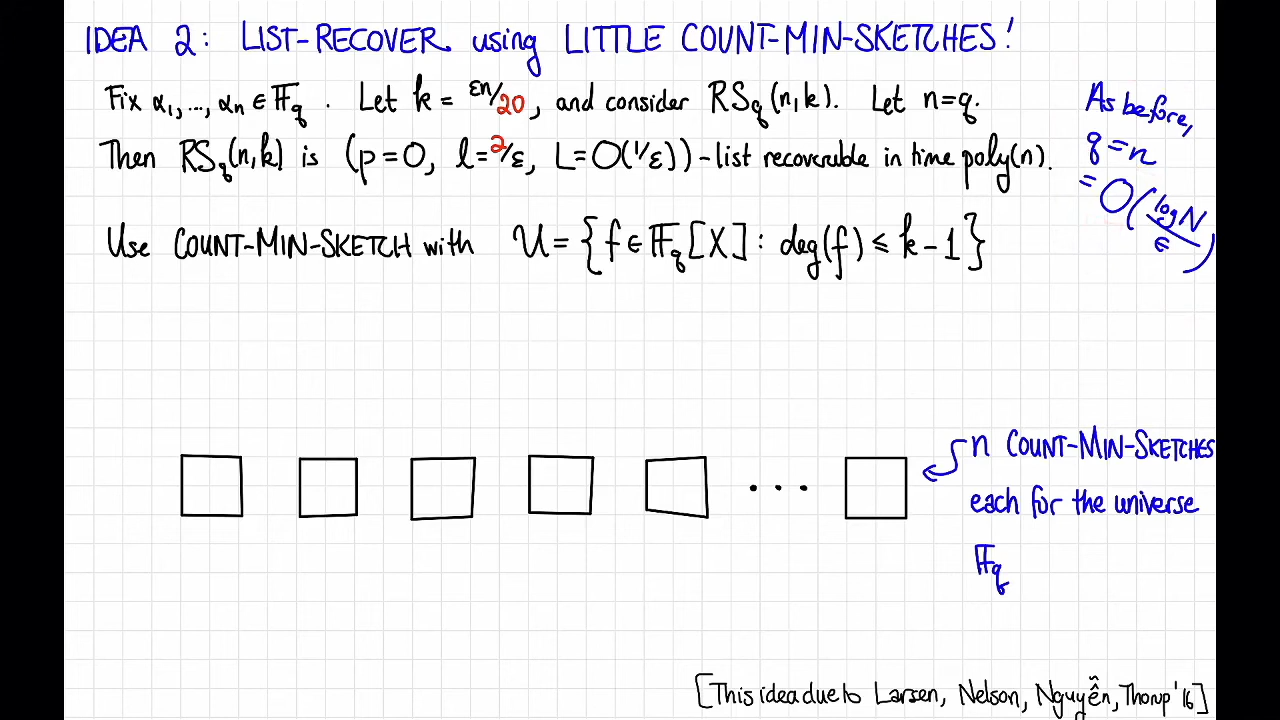 IDEA 2: LIST-RECOVER using LITTLE COUNT-MIN-SKETCHES!
Fix α₁, ..., αₙ ∈ 𝔽_q. Let k = εn/20, and consider RS_q(n,k). Let n=q.
Then RS_q(n,k) is (p=0, l=2/ε, L=O(1/ε))-list recoverable in time poly(n).
As before,
q=n
= O(log N/ε)
Use COUNT-MIN-SKETCH with U = {f ∈ 𝔽_q[X] : deg(f) ≤ k-1}
...
n COUNT-MIN-SKETCHES
each for the universe
𝔽_q
[This idea due to Larsen, Nelson, Nguyễn, Thorup '16]